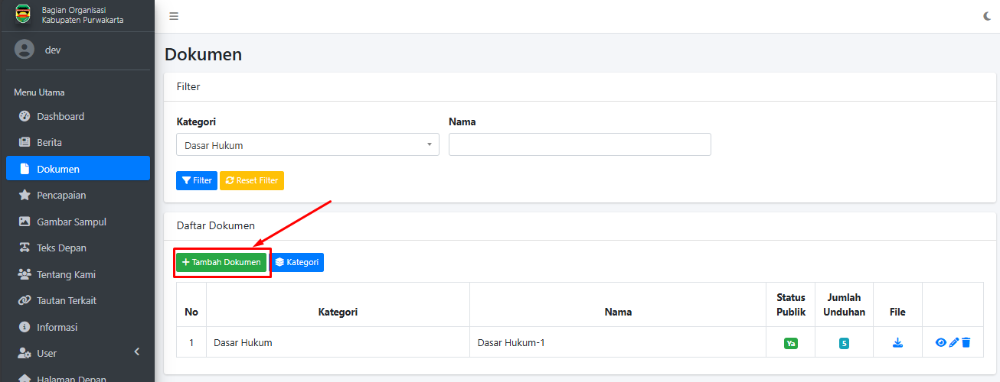 Bagian Organisasi
Kabupaten Purwakarta
dev
Menu Utama
Dashboard
Berita
Dokumen
Pencapaian
Gambar Sampul
Teks Depan
Tentang Kami
Tautan Terkait
Informasi
User
Halaman Depan
Dokumen
Filter
Kategori
Nama
Dasar Hukum
Filter
Reset Filter
Daftar Dokumen
Tambah Dokumen
Kategori
No
Kategori
Nama
Status
Publik
Jumlah
Unduhan
File
1
Dasar Hukum
Dasar Hukum-1
Ya
5